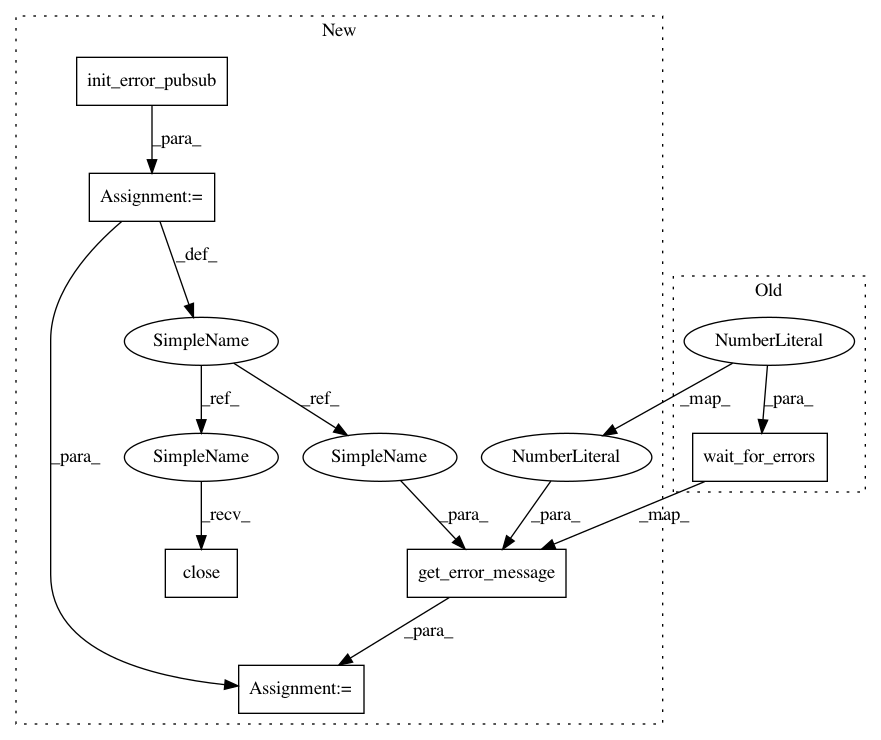 New
init_error_pubsub
_para_
Assignment:=
_def_
Old
SimpleName
NumberLiteral
_ref_
_ref_
_map_
_para_
_para_
SimpleName
SimpleName
NumberLiteral
wait_for_errors
_recv_
_para_
_para_
_map_
close
get_error_message
_para_
Assignment:=